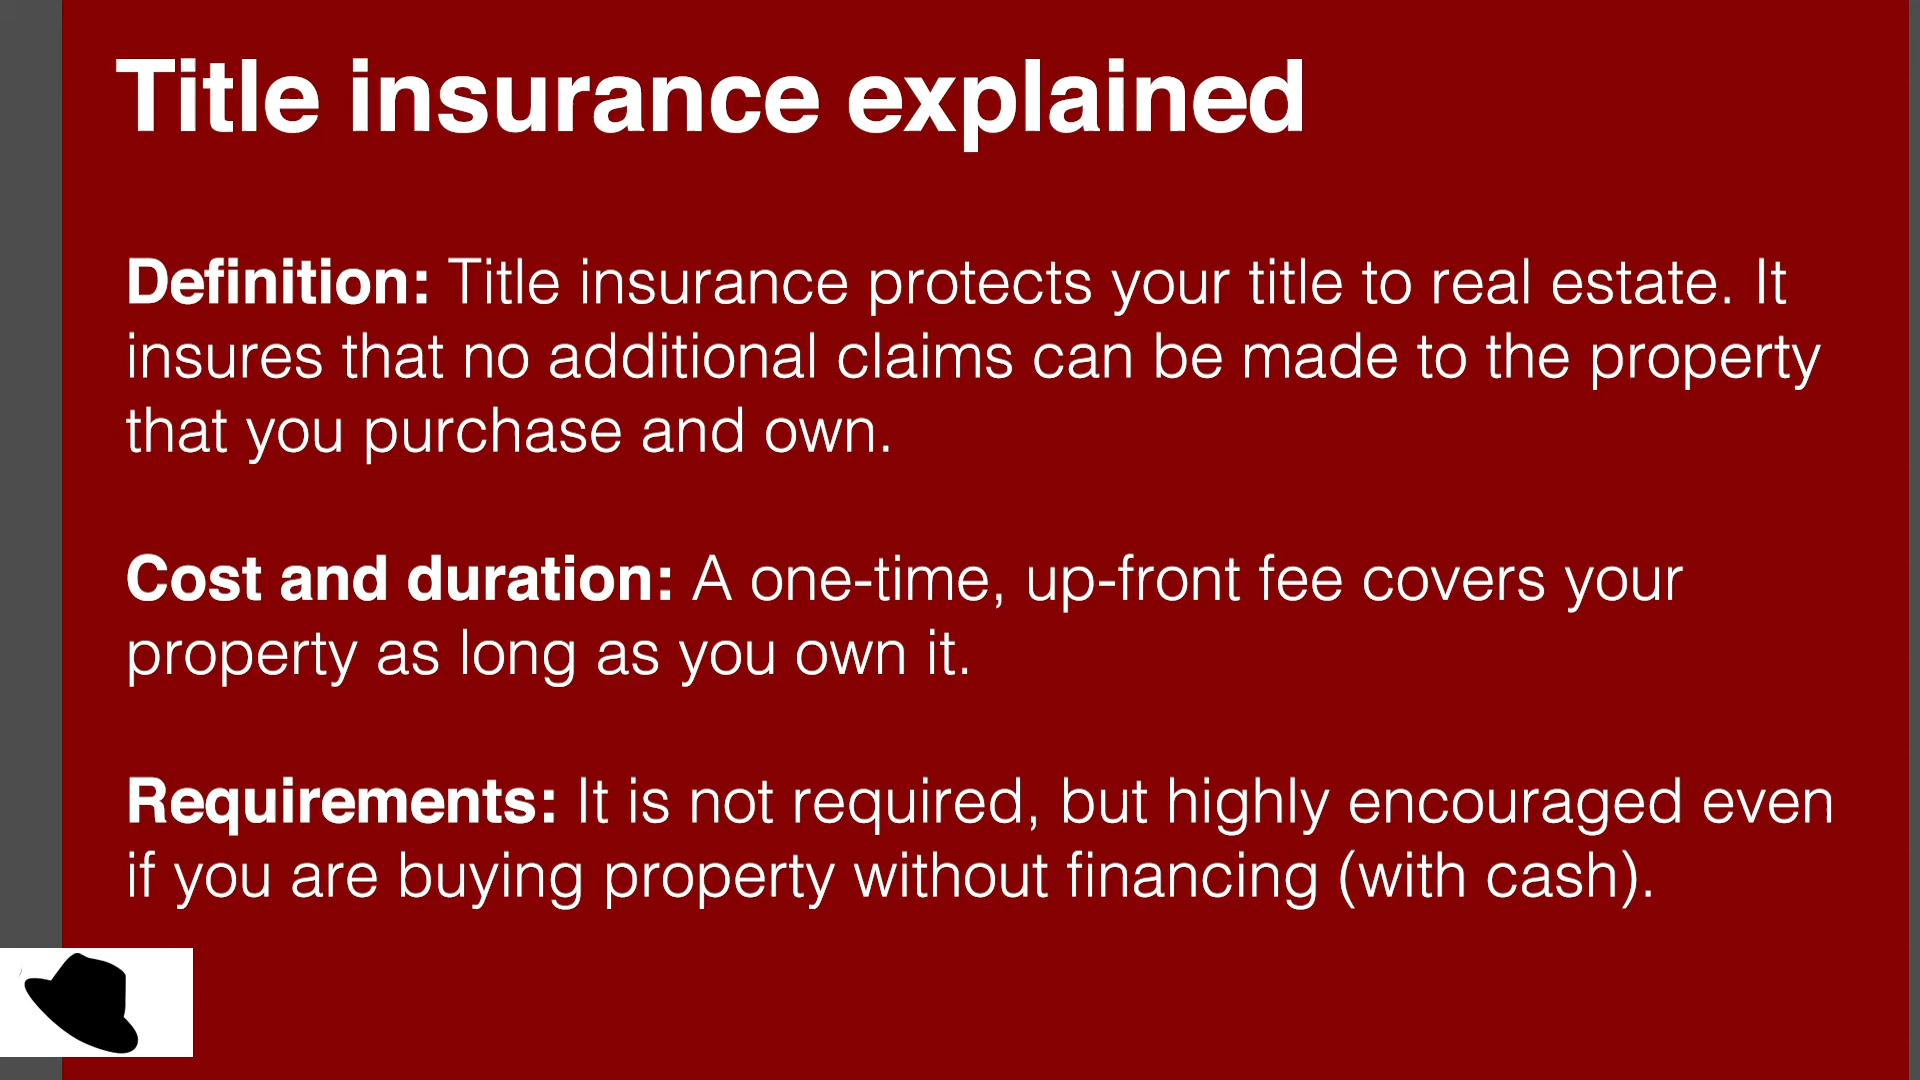 Title insurance explained
Definition: Title insurance protects your title to real estate. It
insures that no additional claims can be made to the property
that you purchase and own.
Cost and duration: A one-time, up-front fee covers your
property as long as you own it.
Requirements: It is not required, but highly encouraged even
if you are buying property without financing (with cash).